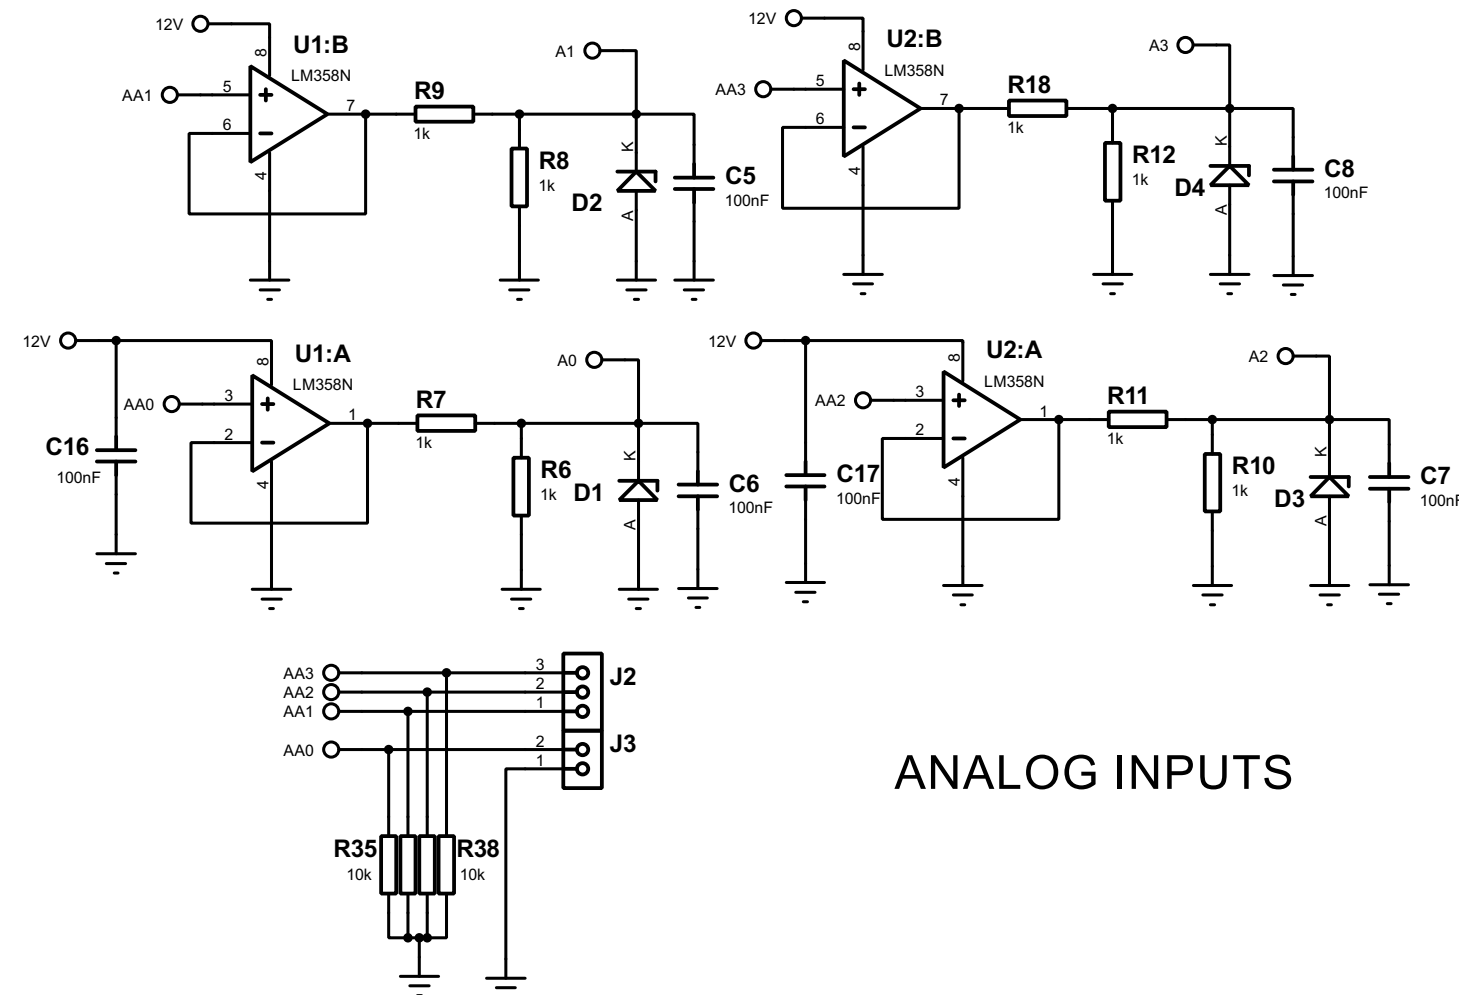 12V
8
U1:B
LM358N
AA1
5
+
6
−
7
4
R9
1k
A1
R8
1k
K
D2
A
C5
100nF
12V
8
U2:B
LM358N
AA3
5
+
6
−
7
4
R18
1k
A3
R12
1k
K
D4
A
C8
100nF
12V
8
U1:A
LM358N
AA0
3
+
2
−
1
4
C16
100nF
R7
1k
A0
R6
1k
K
D1
A
C6
100nF
12V
8
U2:A
LM358N
AA2
3
+
2
−
1
4
C17
100nF
R11
1k
A2
R10
1k
K
D3
A
C7
100nF
AA3
3
AA2
2
AA1
1
J2
AA0
2
1
J3
R35
10k
R38
10k
ANALOG INPUTS